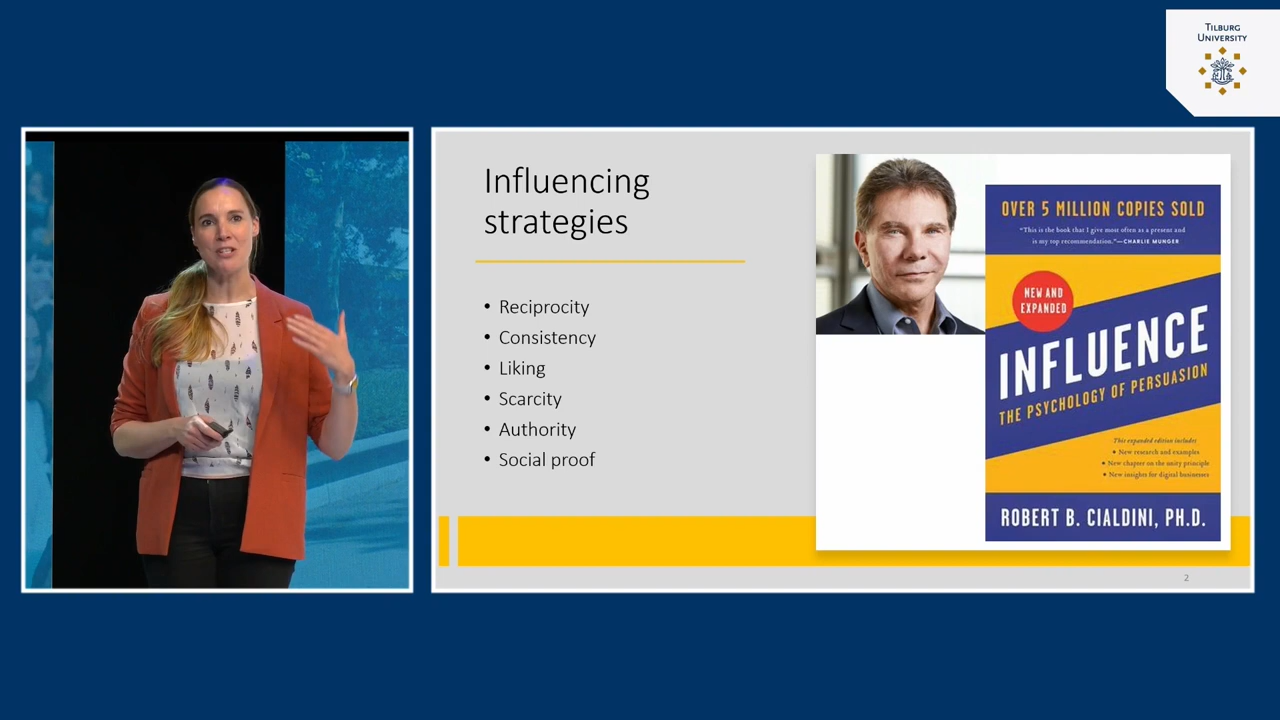 TILBURG
UNIVERSITY
Influencing
strategies
• Reciprocity
• Consistency
• Liking
• Scarcity
• Authority
• Social proof
OVER 5 MILLION COPIES SOLD
"This is the book that I give most often as a present and
is my top recommendation."—CHARLIE MUNGER
NEW AND
EXPANDED
INFLUENCE
THE PSYCHOLOGY OF PERSUASION
This expanded edition includes:
• New research and examples
• New chapter on the unity principle
• New insights for digital businesses
ROBERT B. CIALDINI, PH.D.
2